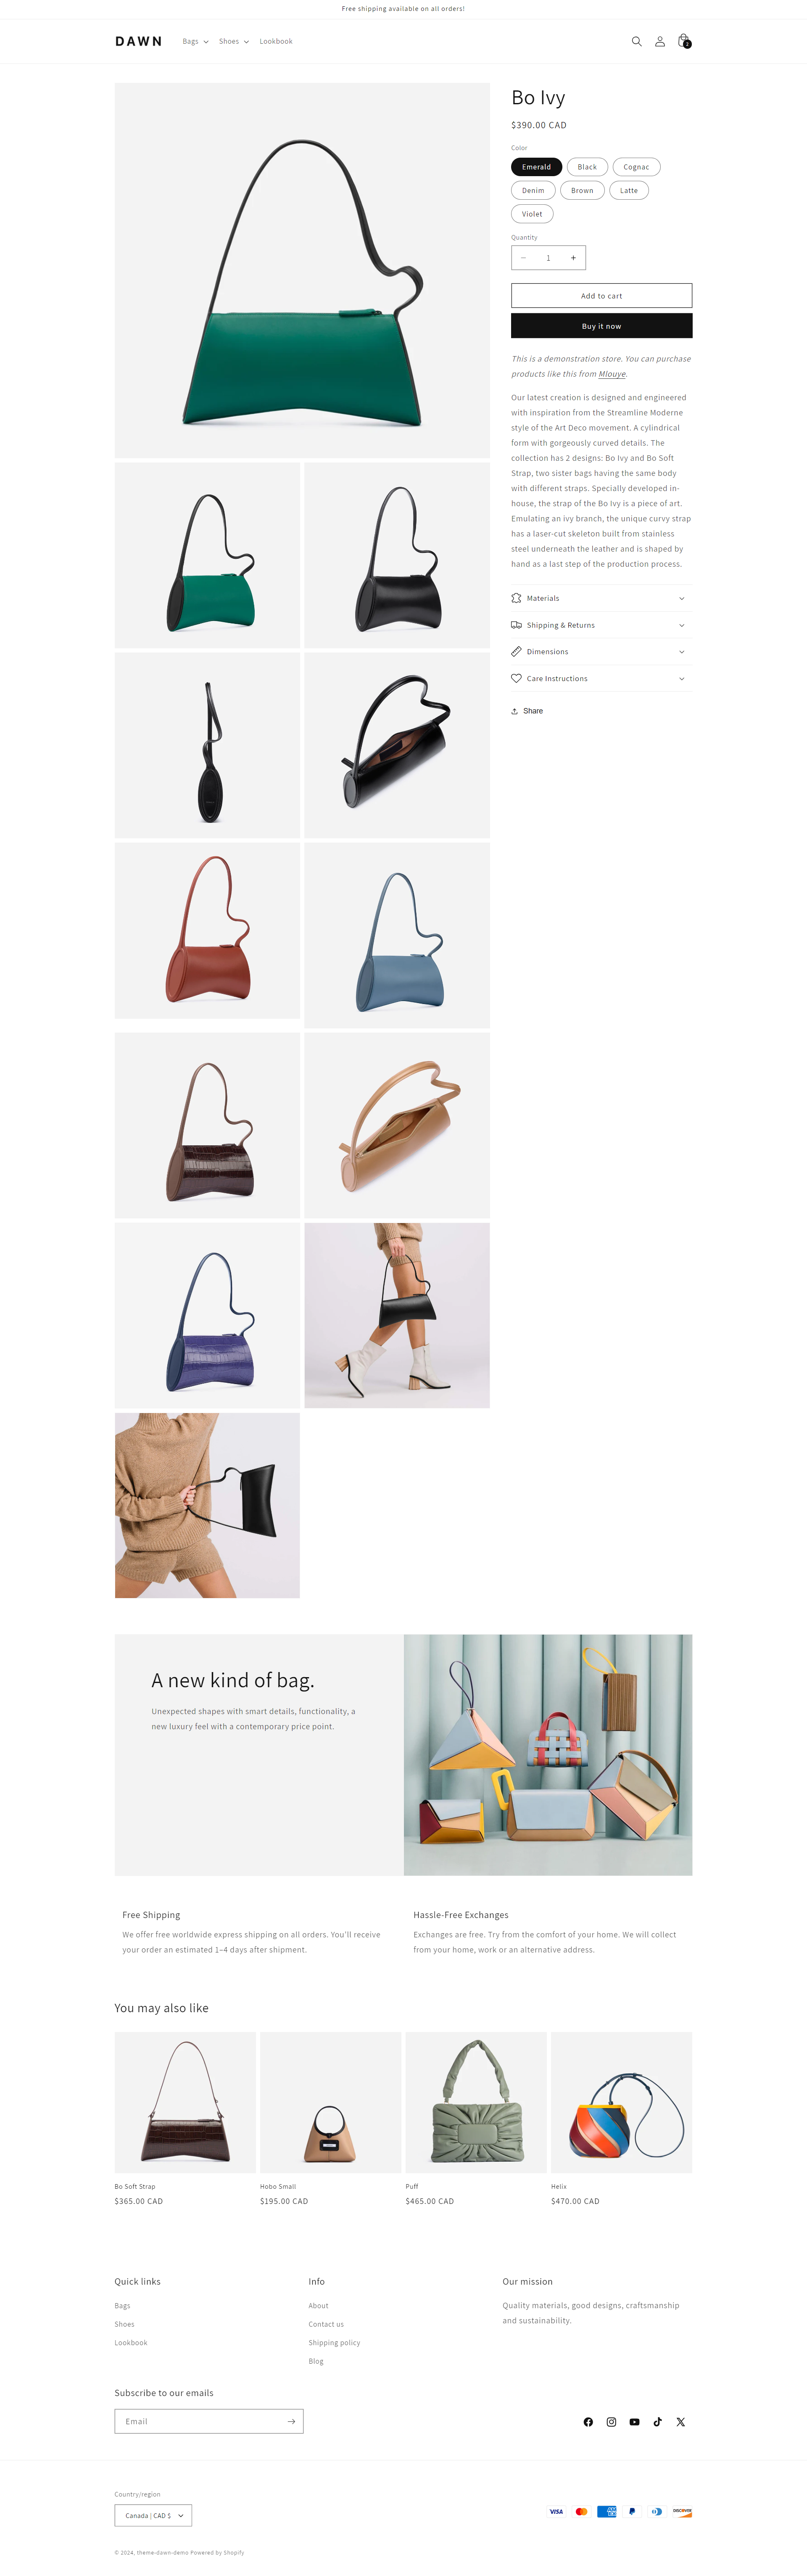 Free shipping available on all orders!
DAWN
Bags
Shoes
Lookbook
Bo Ivy
$390.00 CAD
Color
Emerald
Black
Cognac
Denim
Brown
Latte
Violet
Quantity
1
Add to cart
Buy it now
This is a demonstration store. You can purchase
products like this from Mlouye.
Our latest creation is designed and engineered
with inspiration from the Streamline Moderne
style of the Art Deco movement. A cylindrical
form with gorgeously curved details. The
collection has 2 designs: Bo Ivy and Bo Soft
Strap, two sister bags having the same body
with different straps. Specially developed in-
house, the strap of the Bo Ivy is a piece of art.
Emulating an ivy branch, the unique curvy strap
has a laser-cut skeleton built from stainless
steel underneath the leather and is shaped by
hand as a last step of the production process.
Materials
Shipping & Returns
Dimensions
Care Instructions
Share
A new kind of bag.
Unexpected shapes with smart details, functionality, a
new luxury feel with a contemporary price point.
Free Shipping
We offer free worldwide express shipping on all orders. You'll receive
your order an estimated 1–4 days after shipment.
Hassle-Free Exchanges
Exchanges are free. Try from the comfort of your home. We will collect
from your home, work or an alternative address.
You may also like
Bo Soft Strap
$365.00 CAD
Hobo Small
$195.00 CAD
Puff
$465.00 CAD
Helix
$470.00 CAD
Quick links
Bags
Shoes
Lookbook
Info
About
Contact us
Shipping policy
Blog
Our mission
Quality materials, good designs, craftsmanship
and sustainability.
Subscribe to our emails
Email
Country/region
Canada | CAD $
VISA
DISCOVER
© 2024, theme-dawn-demo Powered by Shopify